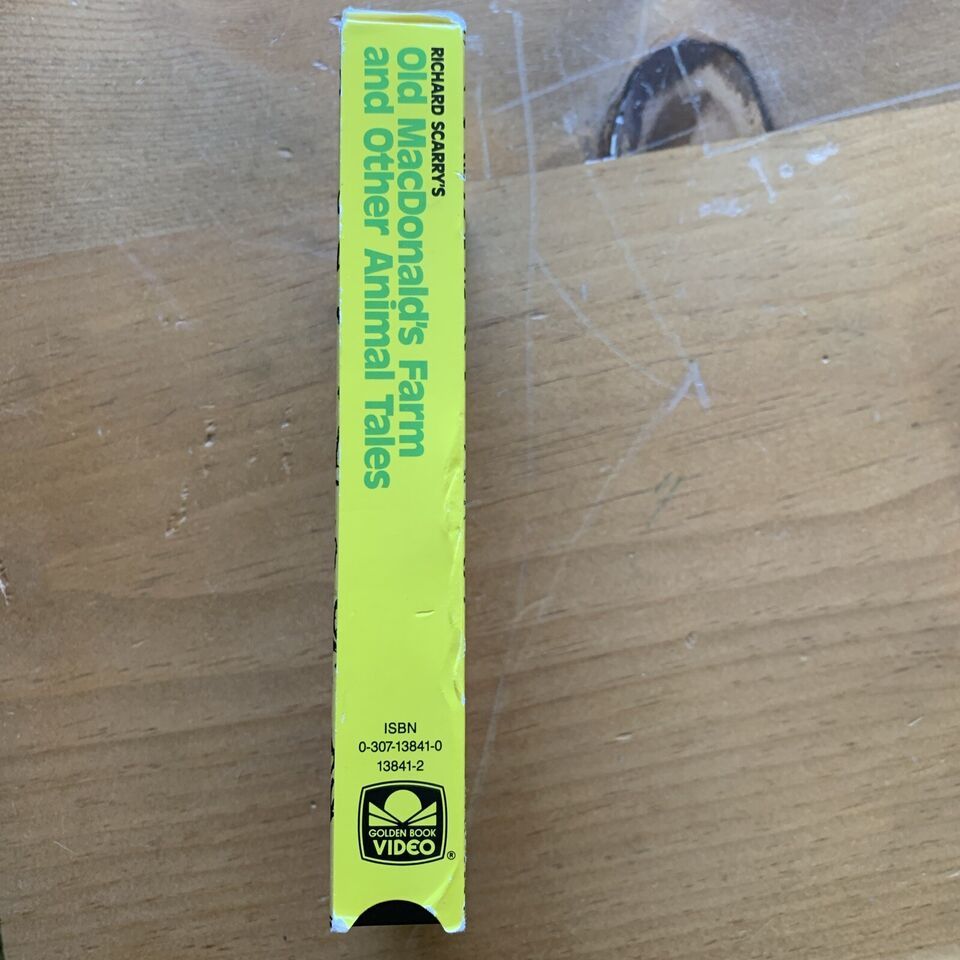 RICHARD SCARRY'S
Old MacDonald's Farm
and Other Animal Tales
ISBN
0-307-13841-0
13841-2
GOLDEN BOOK
VIDEO
®